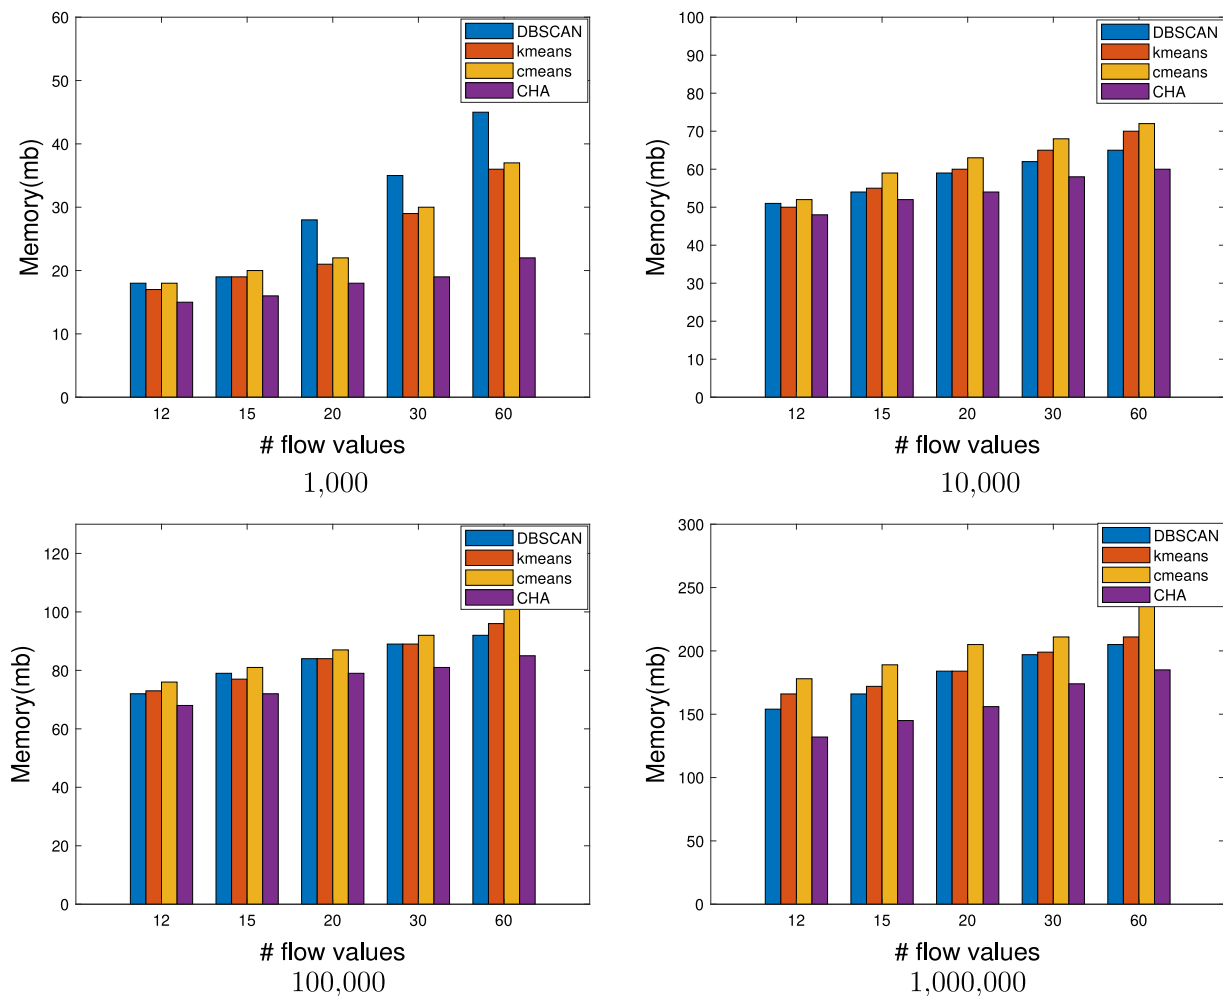 60
50
40
30
20
10
0
Memory(mb)
DBSCAN
kmeans
cmeans
CHA
12 15 20 30 60
# flow values
1,000
100
90
80
70
60
50
40
30
20
10
0
Memory(mb)
DBSCAN
kmeans
cmeans
CHA
12 15 20 30 60
# flow values
10,000
120
100
80
60
40
20
0
Memory(mb)
DBSCAN
kmeans
cmeans
CHA
12 15 20 30 60
# flow values
100,000
300
250
200
150
100
50
0
Memory(mb)
DBSCAN
kmeans
cmeans
CHA
12 15 20 30 60
# flow values
1,000,000